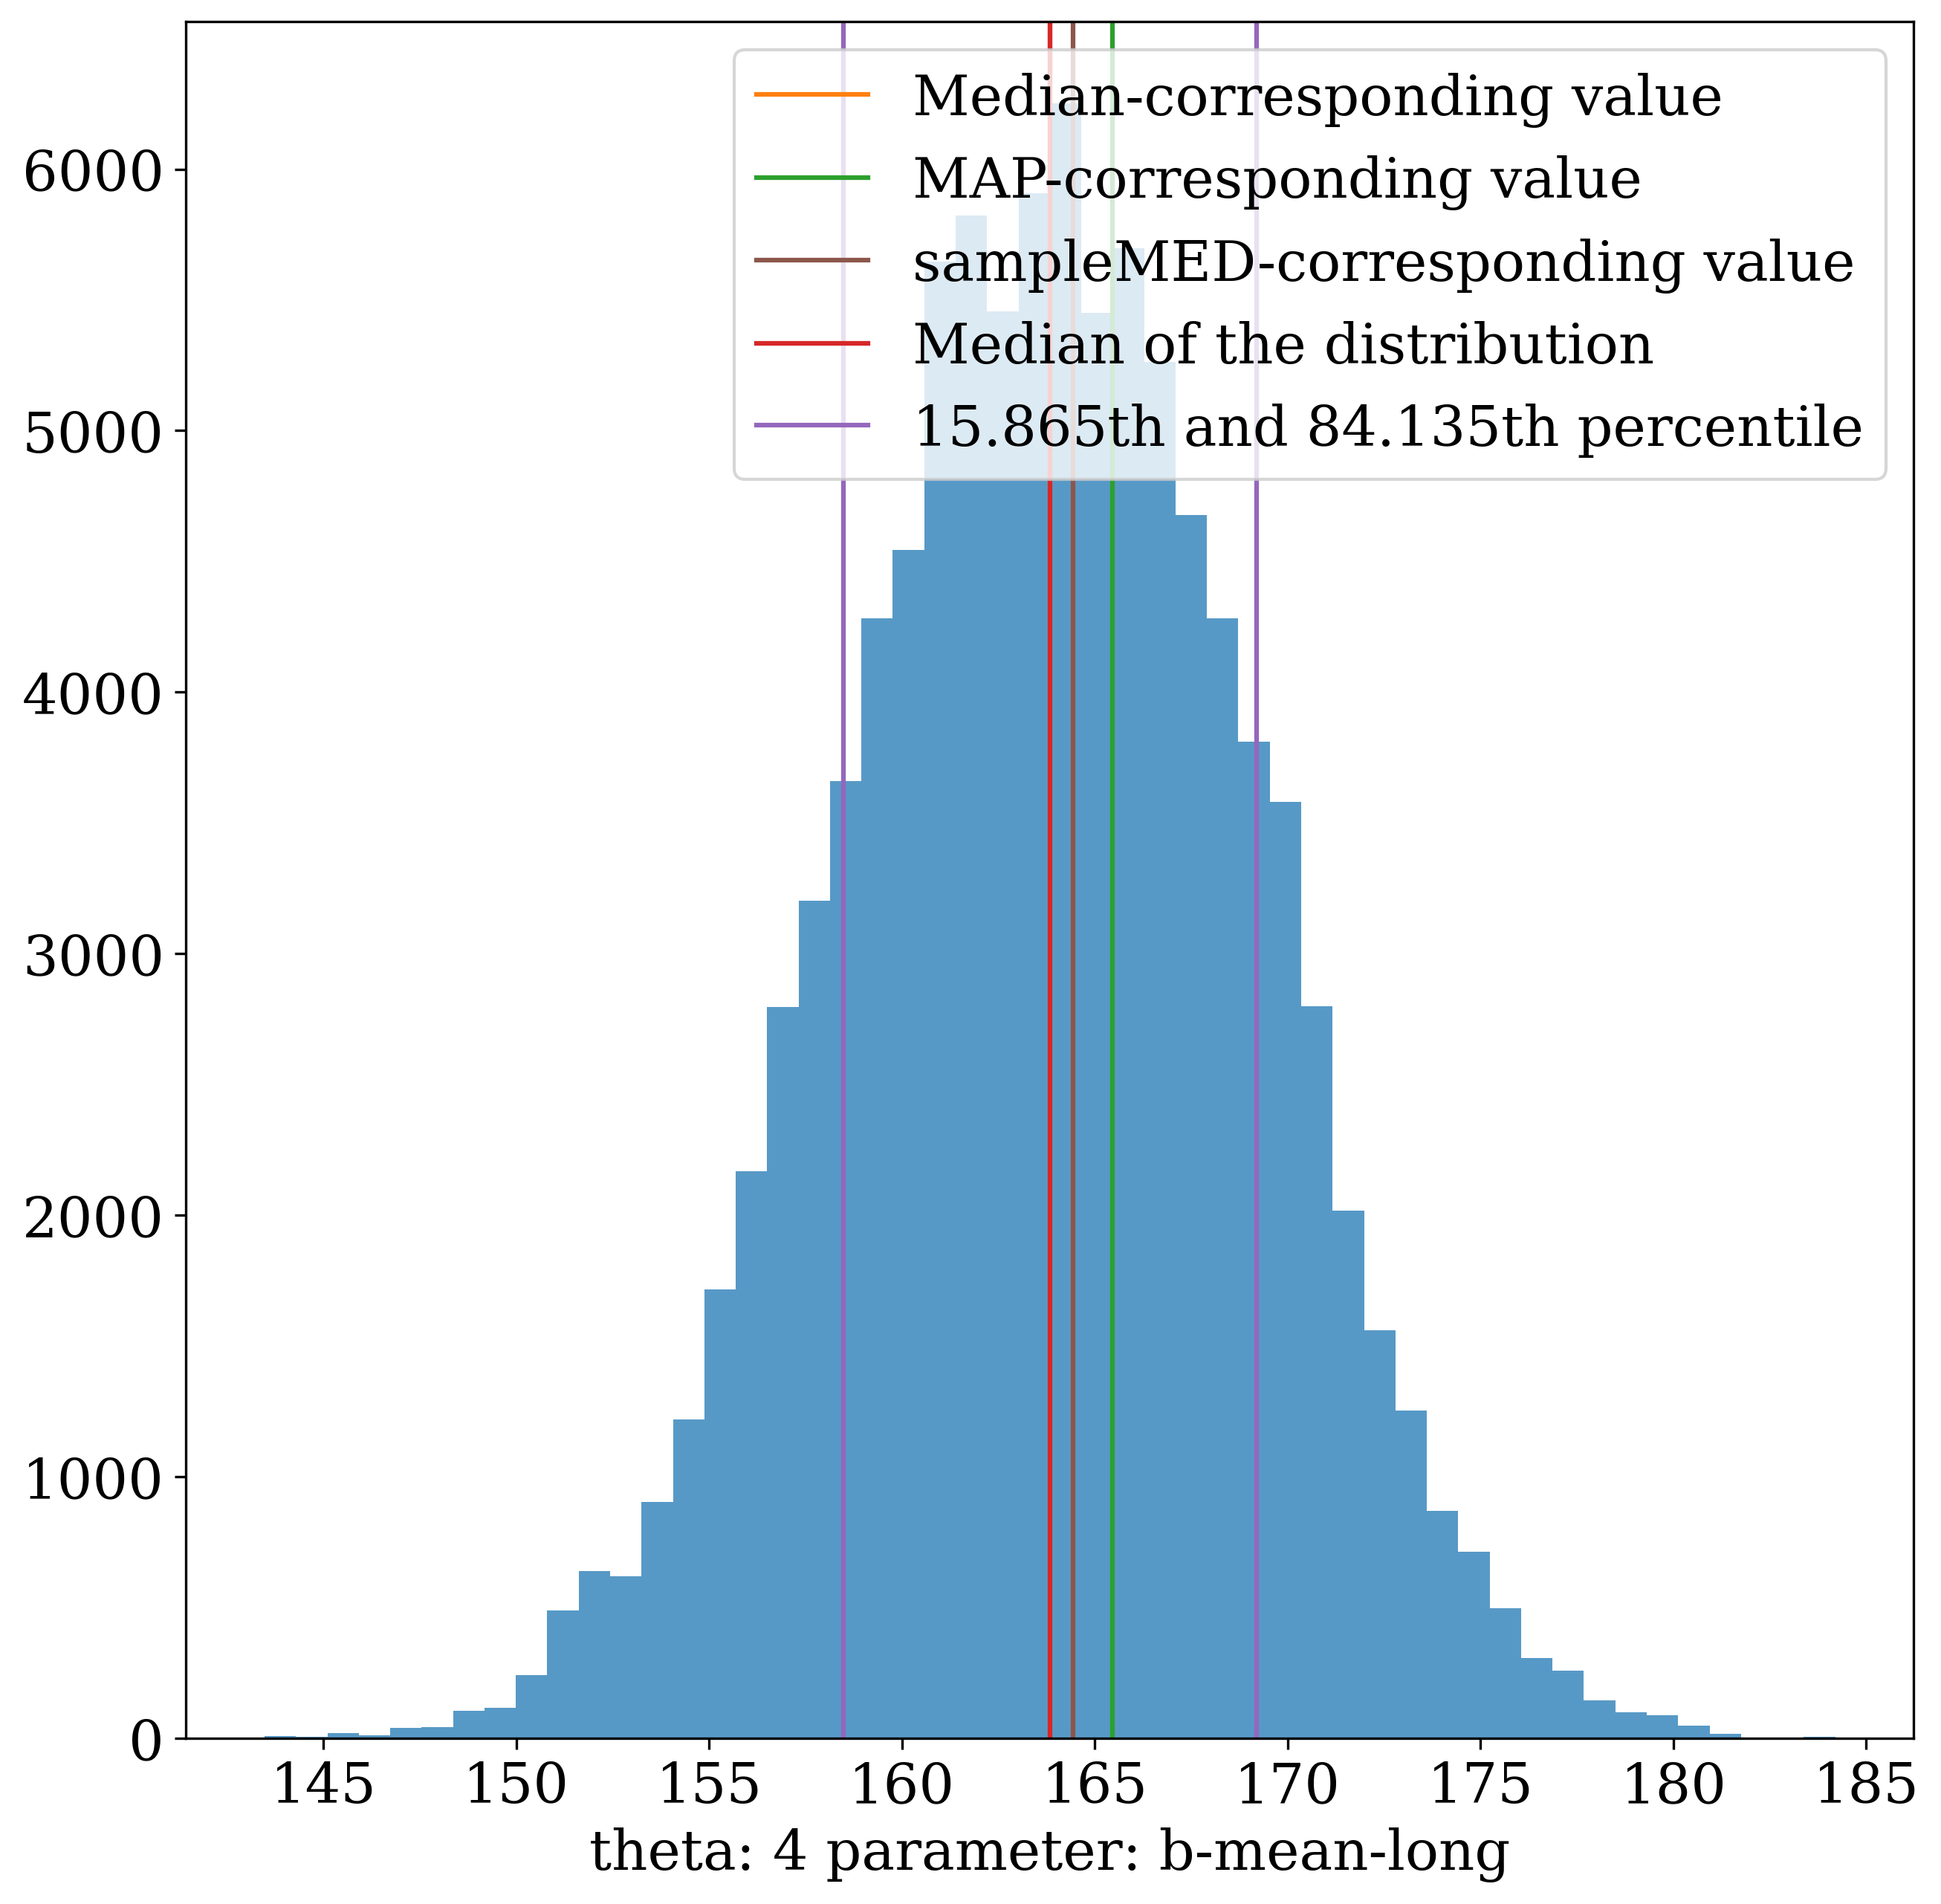 Median-corresponding value
MAP-corresponding value
sampleMED-corresponding value
Median of the distribution
15.865th and 84.135th percentile
6000
5000
4000
3000
2000
1000
0
145 150 155 160 165 170 175 180 185
theta: 4 parameter: b-mean-long